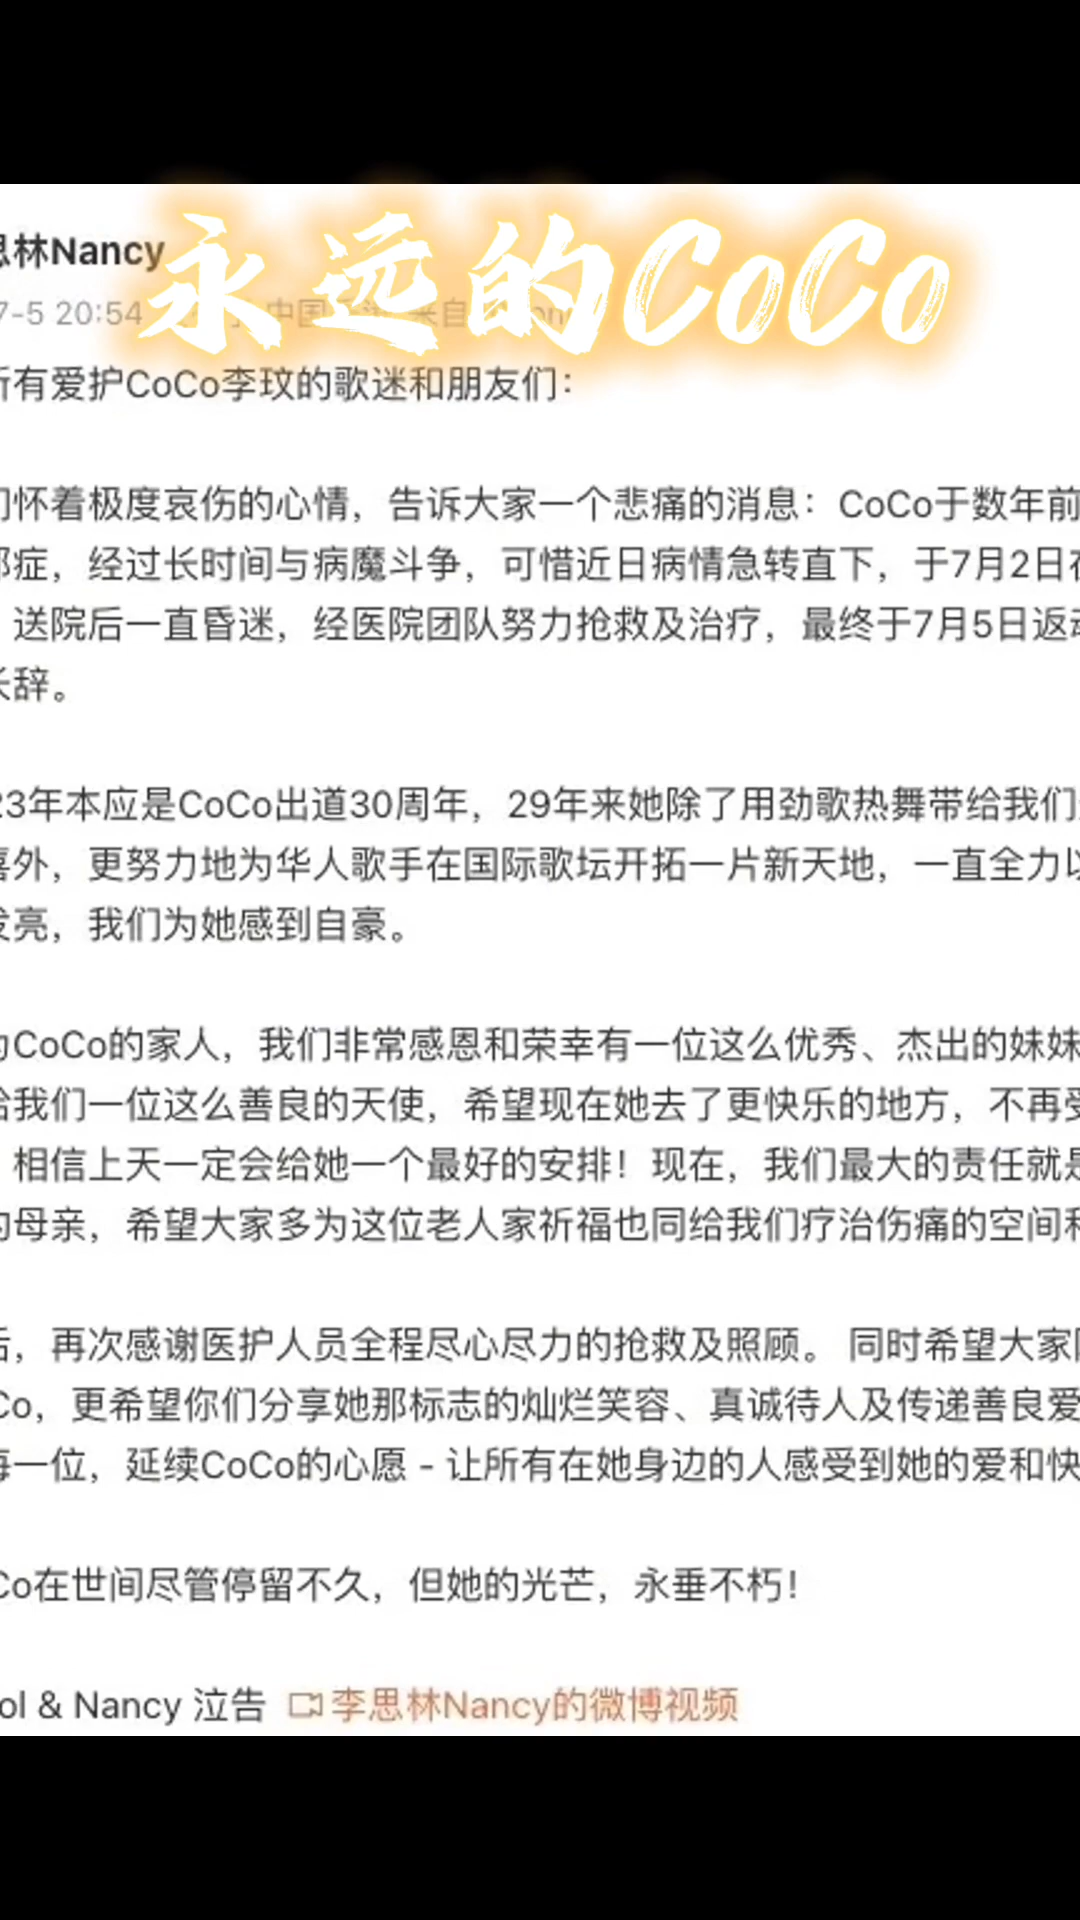 永远的CoCo
思林Nancy
7-5 20:54
所有爱护CoCo李玟的歌迷和朋友们：
们怀着极度哀伤的心情，告诉大家一个悲痛的消息：CoCo于数年前
郁症，经过长时间与病魔斗争，可惜近日病情急转直下，于7月2日在
，送院后一直昏迷，经医院团队努力抢救及治疗，最终于7月5日返
长辞。
23年本应是CoCo出道30周年，29年来她除了用劲歌热舞带给我们
喜外，更努力地为华人歌手在国际歌坛开拓一片新天地，一直全力以
发亮，我们为她感到自豪。
为CoCo的家人，我们非常感恩和荣幸有一位这么优秀、杰出的妹妹
给我们一位这么善良的天使，希望现在她去了更快乐的地方，不再受
，相信上天一定会给她一个最好的安排！现在，我们最大的责任就是
的母亲，希望大家多为这位老人家祈福也同给我们疗治伤痛的空间和
后，再次感谢医护人员全程尽心尽力的抢救及照顾。 同时希望大家
Co，更希望你们分享她那标志的灿烂笑容、真诚待人及传递善良爱
每一位，延续CoCo的心愿 - 让所有在她身边的人感受到她的爱和快
Co在世间尽管停留不久，但她的光芒，永垂不朽！
ol & Nancy 泣告 李思林Nancy的微博视频